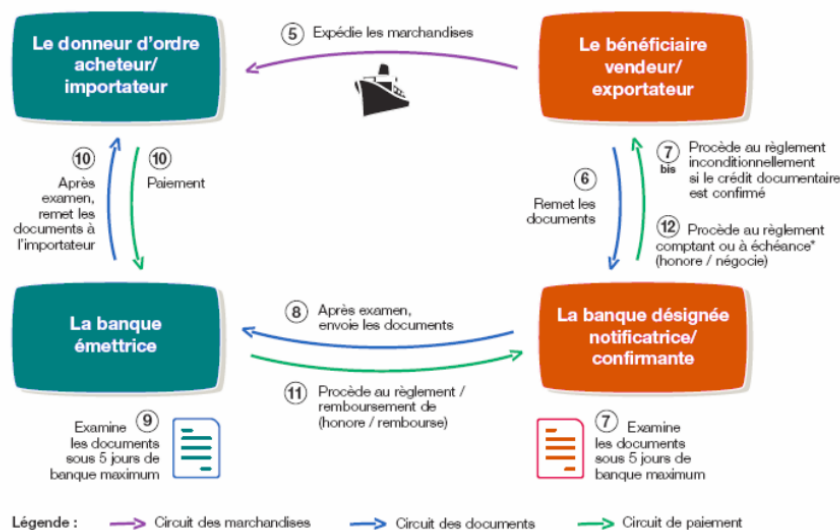 Le donneur d'ordre
acheteur/
importateur
5 Expédie les marchandises
Le bénéficiaire
vendeur/
exportateur
10
Après
examen,
remet les
documents à
l'importateur
10
Paiement
6
Remet les
documents
7
bis
Procède au règlement
inconditionnellement
si le crédit documentaire
est confirmé
12 Procède au règlement
comptant ou à échéance*
(honore / négocie)
La banque
émettrice
8 Après examen,
envoie les documents
La banque désignée
notificatrice/
confirmante
11 Procède au règlement /
remboursement de
(honore / rembourse)
9
Examine
les documents
sous 5 jours de
banque maximum
7 Examine
les documents
sous 5 jours de
banque maximum
Légende : Circuit des marchandises Circuit des documents Circuit de paiement